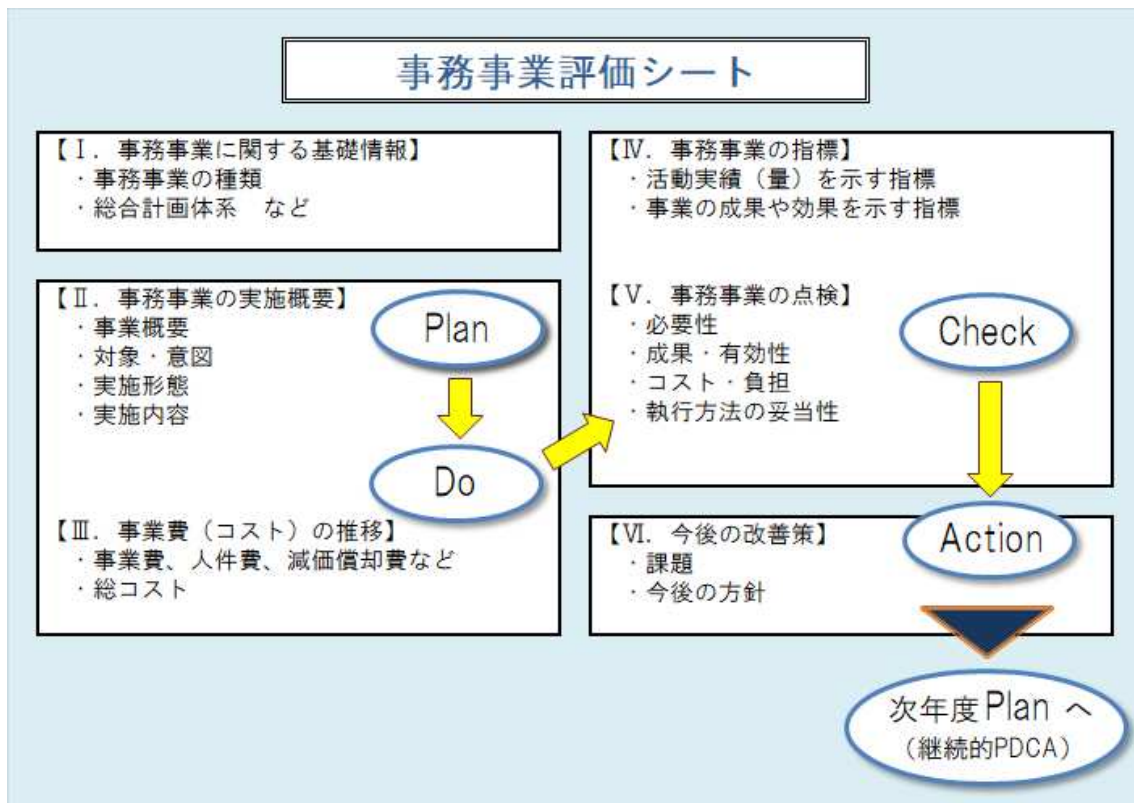 事務事業評価シート
【Ⅰ．事務事業に関する基礎情報】
・事務事業の種類
・総合計画体系　など
【Ⅱ．事務事業の実施概要】
・事業概要
・対象・意図
・実施形態
・実施内容
Plan
Do
【Ⅲ．事業費（コスト）の推移】
・事業費、人件費、減価償却費など
・総コスト
【Ⅳ．事務事業の指標】
・活動実績（量）を示す指標
・事業の成果や効果を示す指標
【Ⅴ．事務事業の点検】
・必要性
・成果・有効性
・コスト・負担
・執行方法の妥当性
Check
【Ⅵ．今後の改善策】
・課題
・今後の方針
Action
次年度 Plan へ
（継続的PDCA）